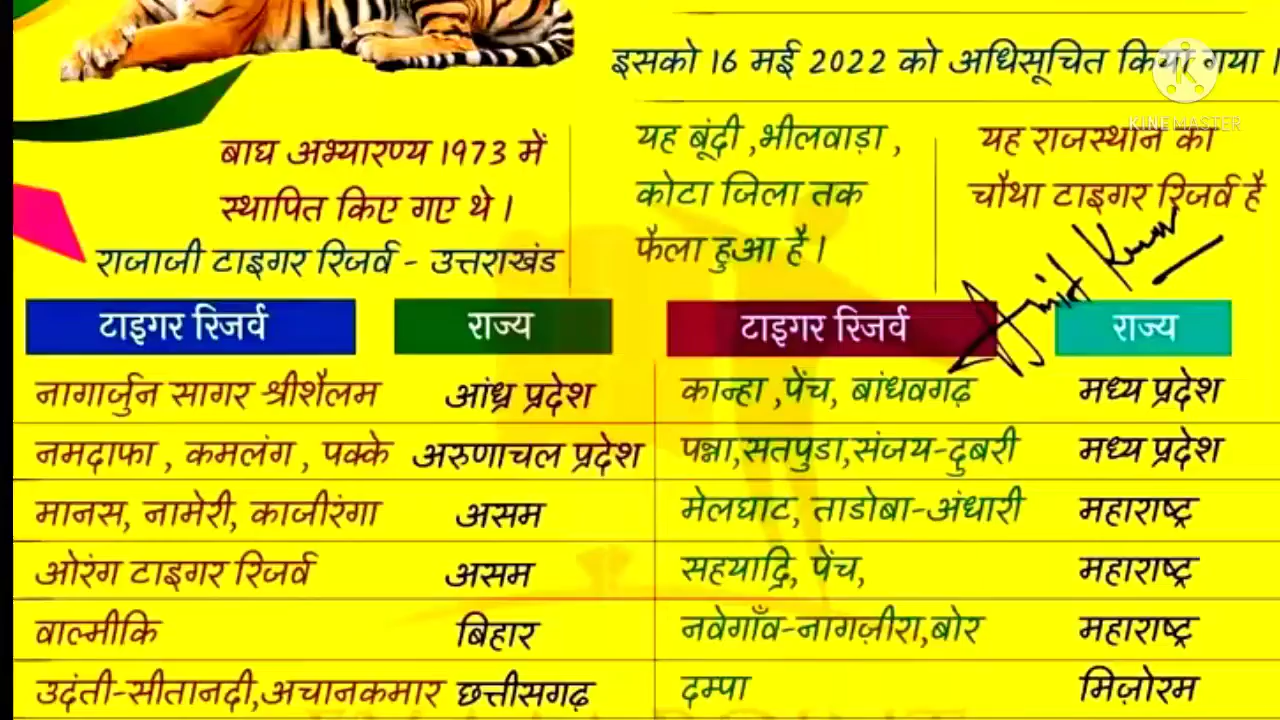 इसको 16 मई 2022 को अधिसूचित किया गया।
KINEMASTER
बाघ अभ्यारण्य 1973 में
स्थापित किए गए थे।
राजाजी टाइगर रिजर्व - उत्तराखंड
यह बूंदी ,भीलवाड़ा ,
कोटा जिला तक
फैला हुआ है।
यह राजस्थान का
चौथा टाइगर रिजर्व है
Amit Kumar
टाइगर रिजर्व राज्य टाइगर रिजर्व राज्य
नागार्जुन सागर श्रीशैलम आंध्र प्रदेश कान्हा ,पेंच, बांधवगढ़ मध्य प्रदेश
नमदाफा , कमलंग , पक्के अरुणाचल प्रदेश पन्ना,सतपुडा,संजय-दुबरी मध्य प्रदेश
मानस, नामेरी, काजीरंगा असम मेलघाट, ताडोबा-अंधारी महाराष्ट्र
ओरंग टाइगर रिजर्व असम सहयाद्रि, पेंच, महाराष्ट्र
वाल्मीकि बिहार नवेगाँव-नागज़ीरा,बोर महाराष्ट्र
उदंती-सीतानदी,अचानकमार छत्तीसगढ़ दम्पा मिज़ोरम